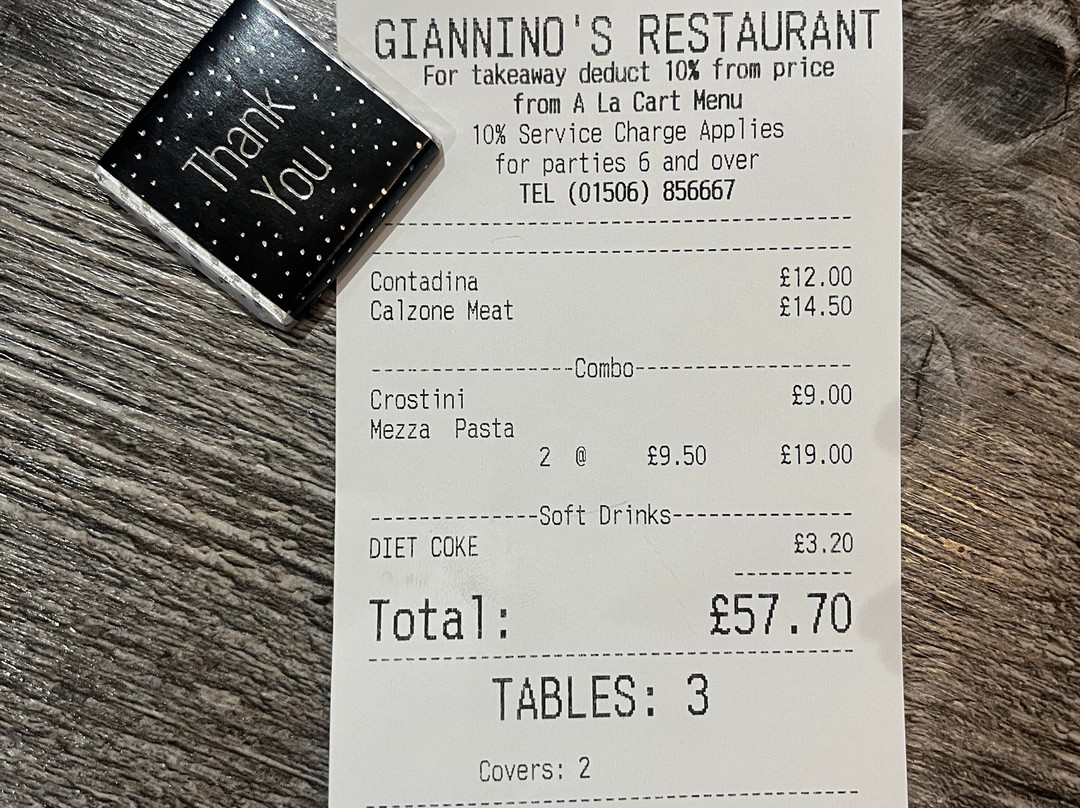 Thank
You
GIANNINO'S RESTAURANT
For takeaway deduct 10% from price
from A La Cart Menu
10% Service Charge Applies
for parties 6 and over
TEL (01506) 856667
Contadina £12.00
Calzone Meat £14.50
-----------------Combo------------------
Crostini £9.00
Mezza Pasta
2 @ £9.50 £19.00
--------------Soft Drinks---------------
DIET COKE £3.20
Total: £57.70
TABLES: 3
Covers: 2